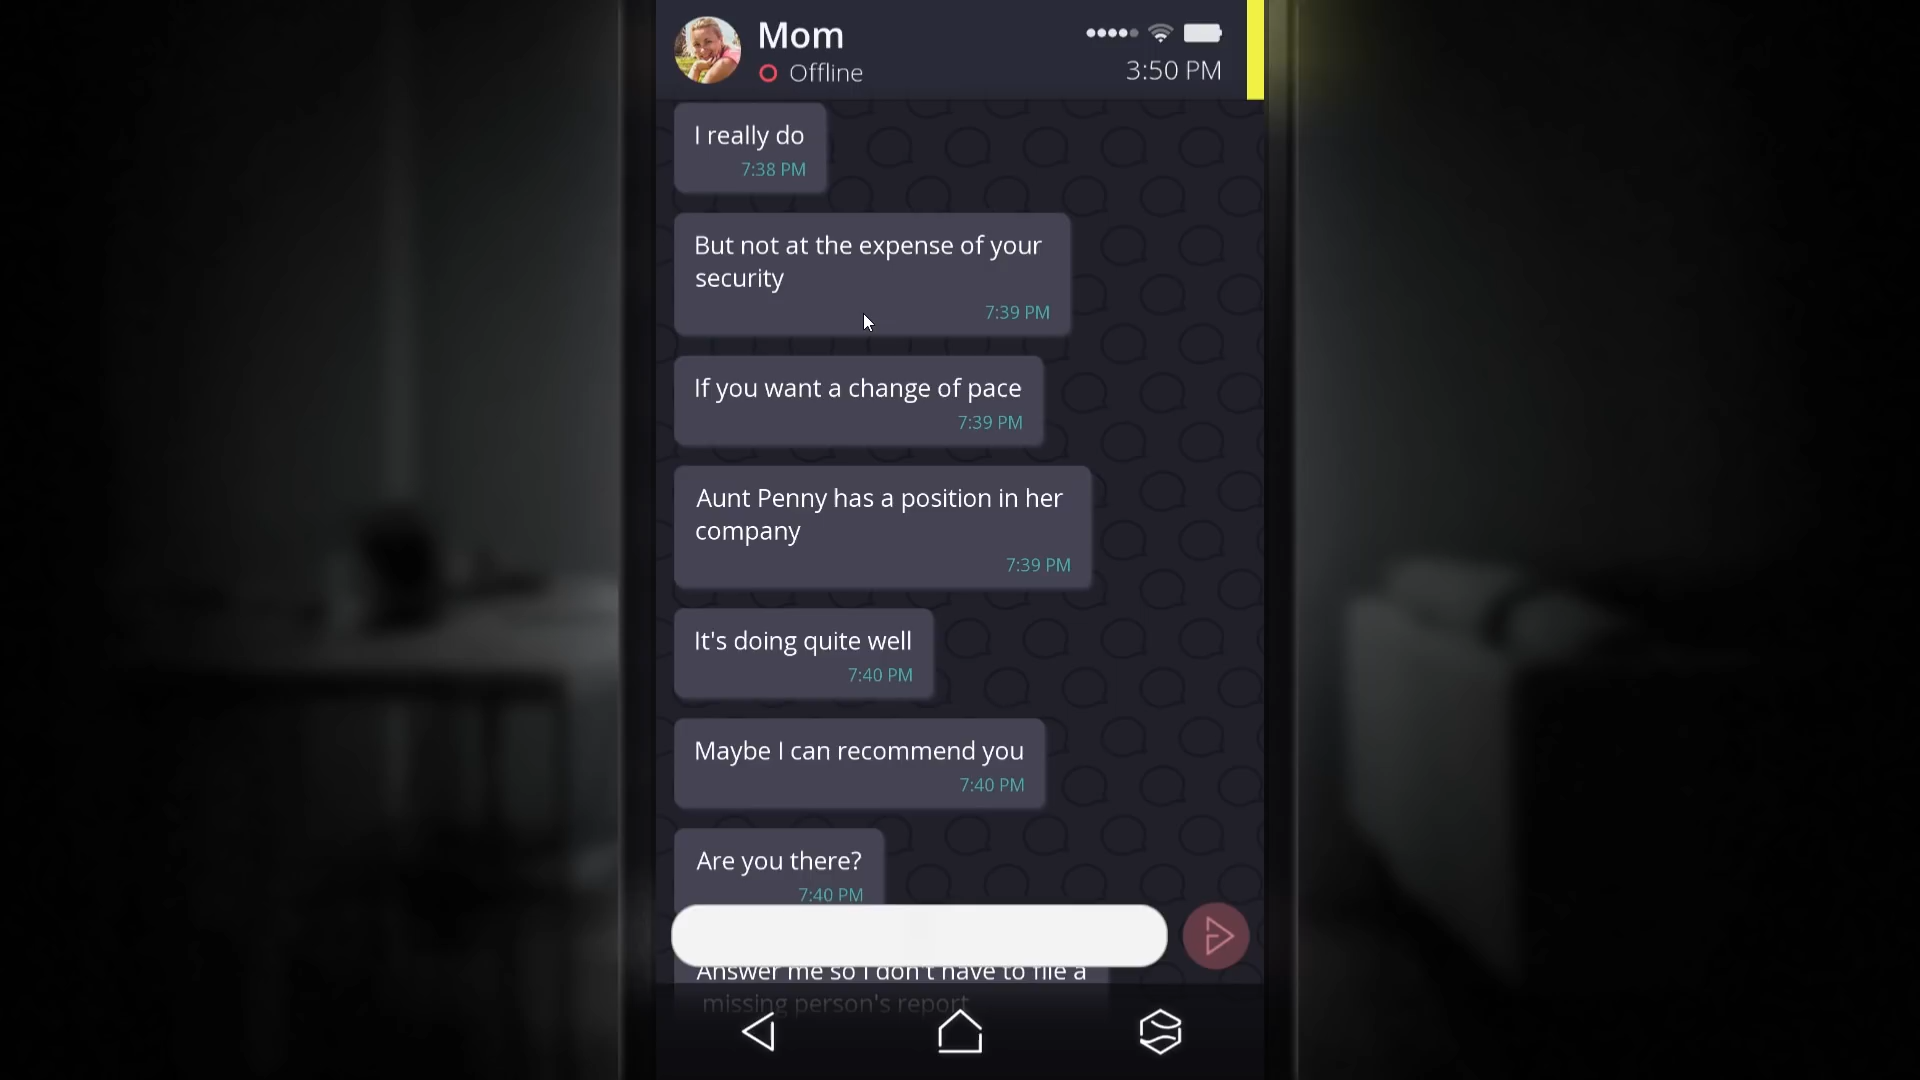 Mom
Offline
3:50 PM
I really do
7:38 PM
But not at the expense of your
security
7:39 PM
If you want a change of pace
7:39 PM
Aunt Penny has a position in her
company
7:39 PM
It's doing quite well
7:40 PM
Maybe I can recommend you
7:40 PM
Are you there?
7:40 PM
Answer me so I don't have to file a
missing person's report